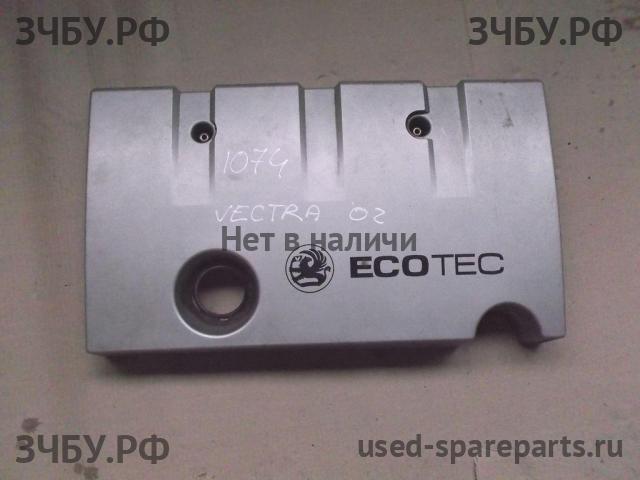 ЗЧБУ.РФ ЗЧБУ.РФ
1074
VECTRA 02
Нет в наличи
ECOTEC
ЗЧБУ.РФ used-spareparts.ru